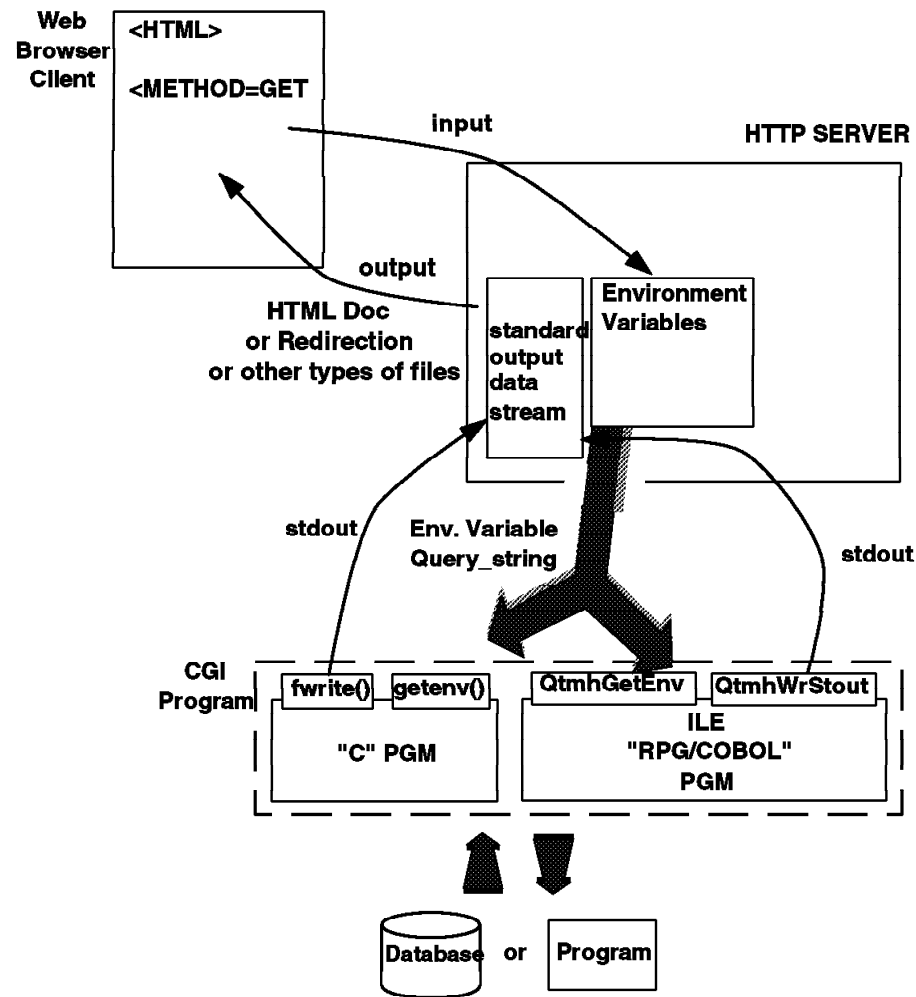 Web
Browser
Client
<HTML>
<METHOD=GET
input
HTTP SERVER
output
HTML Doc
or Redirection
or other types of files
standard
output
data
stream
Environment
Variables
stdout
Env. Variable
Query_string
stdout
CGI
Program
fwrite()
getenv()
QtmhGetEnv
QtmhWrStout
"C" PGM
ILE
"RPG/COBOL"
PGM
Database
or
Program